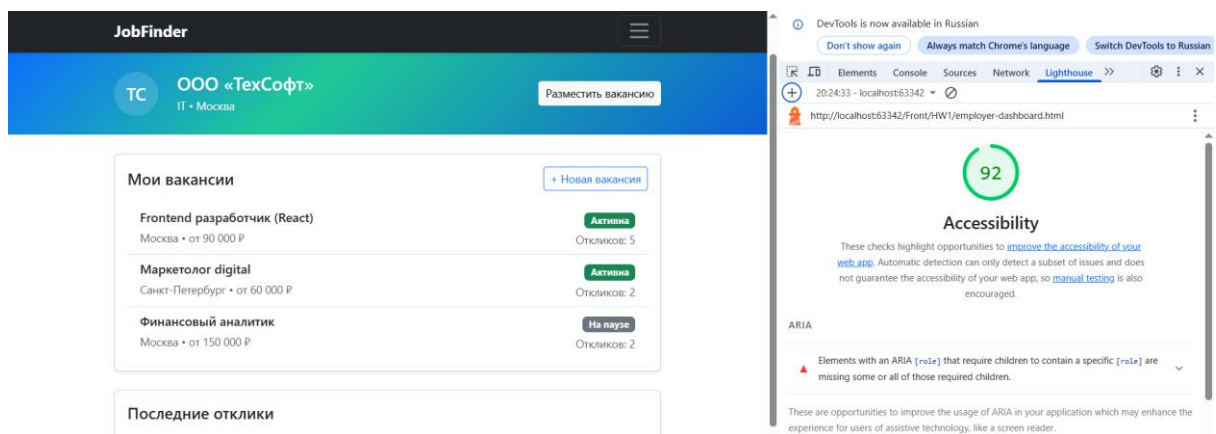 JobFinder
ТС
ООО «ТехСофт»
IT • Москва
Разместить вакансию
Мои вакансии
+ Новая вакансия
Frontend разработчик (React)
Активна
Москва • от 90 000 ₽
Откликов: 5
Маркетолог digital
Активна
Санкт-Петербург • от 60 000 ₽
Откликов: 2
Финансовый аналитик
На паузе
Москва • от 150 000 ₽
Откликов: 2
Последние отклики
DevTools is now available in Russian
Don't show again
Always match Chrome's language
Switch DevTools to Russian
Elements Console Sources Network Lighthouse
20:24:33 - localhost:63342
http://localhost:63342/Front/HW1/employer-dashboard.html
92
Accessibility
These checks highlight opportunities to improve the accessibility of your
web app. Automatic detection can only detect a subset of issues and does
not guarantee the accessibility of your web app, so manual testing is also
encouraged.
ARIA
Elements with an ARIA [role] that require children to contain a specific [role] are
missing some or all of those required children.
These are opportunities to improve the usage of ARIA in your application which may enhance the
experience for users of assistive technology, like a screen reader.